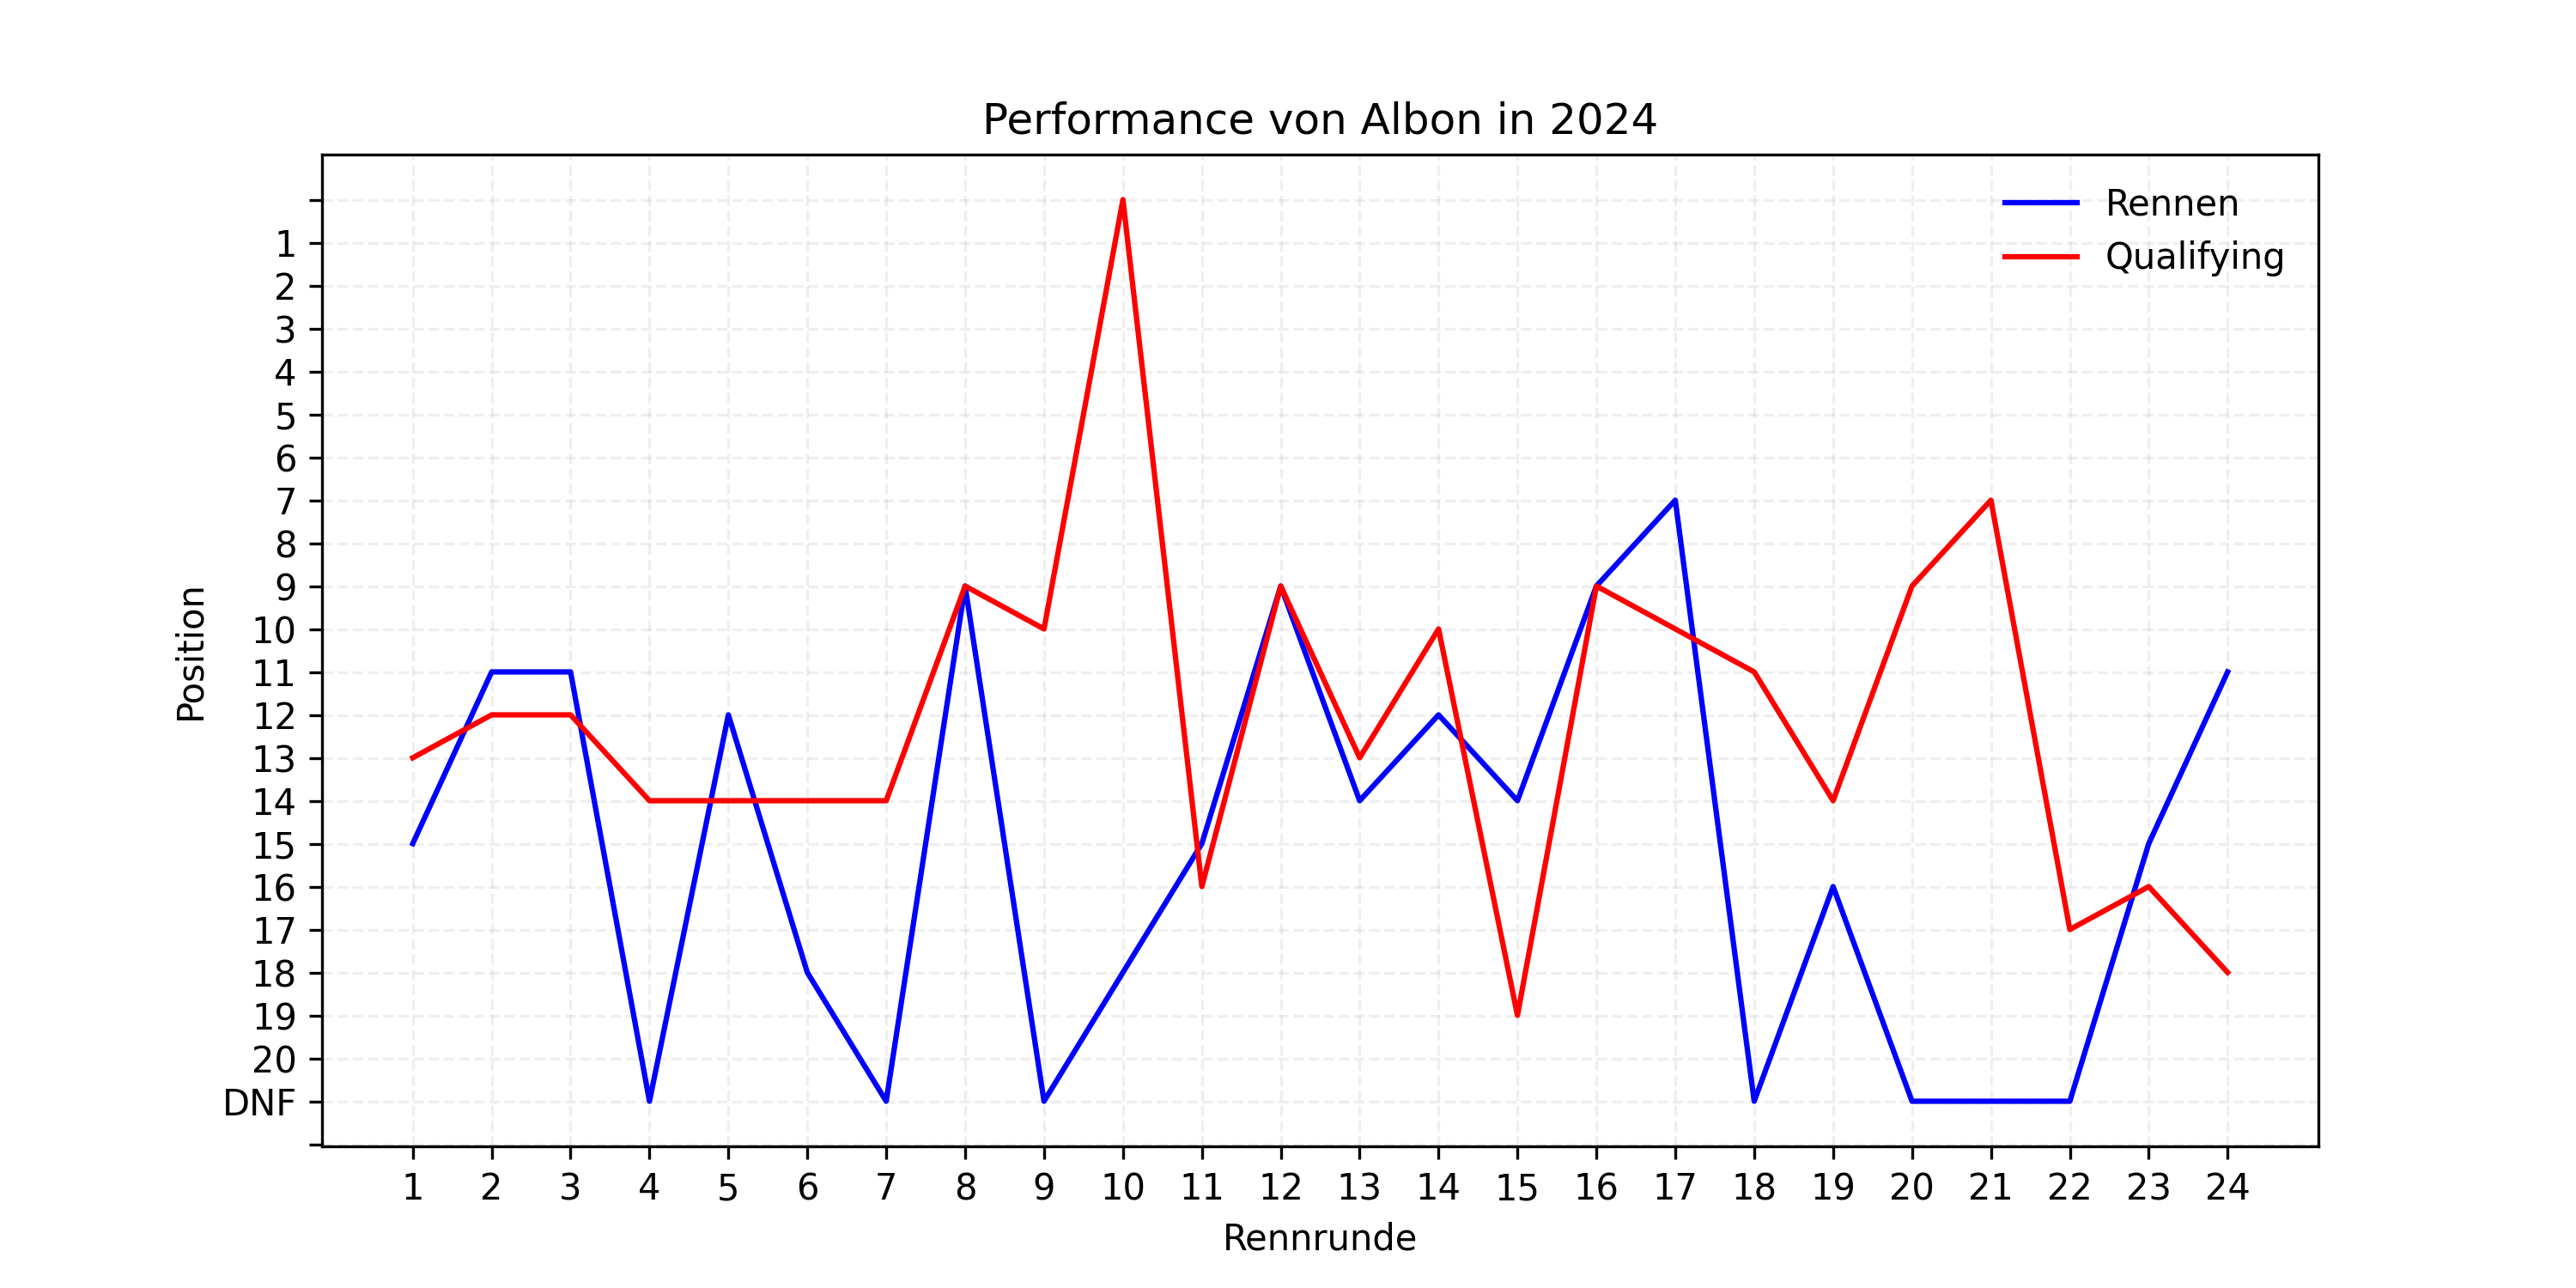 Performance von Albon in 2024
Rennen
Qualifying
1
2
3
4
5
6
7
8
9
10
11
12
13
14
15
16
17
18
19
20
DNF
Position
1 2 3 4 5 6 7 8 9 10 11 12 13 14 15 16 17 18 19 20 21 22 23 24
Rennrunde